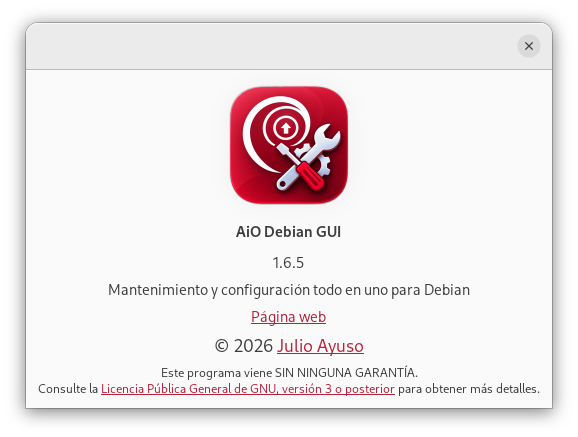 AiO Debian GUI
1.6.5
Mantenimiento y configuración todo en uno para Debian
Página web
© 2026 Julio Ayuso
Este programa viene SIN NINGUNA GARANTÍA.
Consulte la Licencia Pública General de GNU, versión 3 o posterior para obtener más detalles.